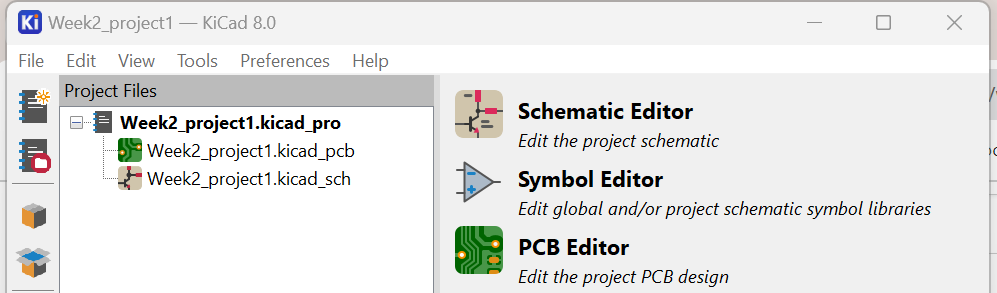 Ki Week2_project1 — KiCad 8.0
File Edit View Tools Preferences Help
Project Files
Week2_project1.kicad_pro
Week2_project1.kicad_pcb
Week2_project1.kicad_sch
Schematic Editor
Edit the project schematic
Symbol Editor
Edit global and/or project schematic symbol libraries
PCB Editor
Edit the project PCB design